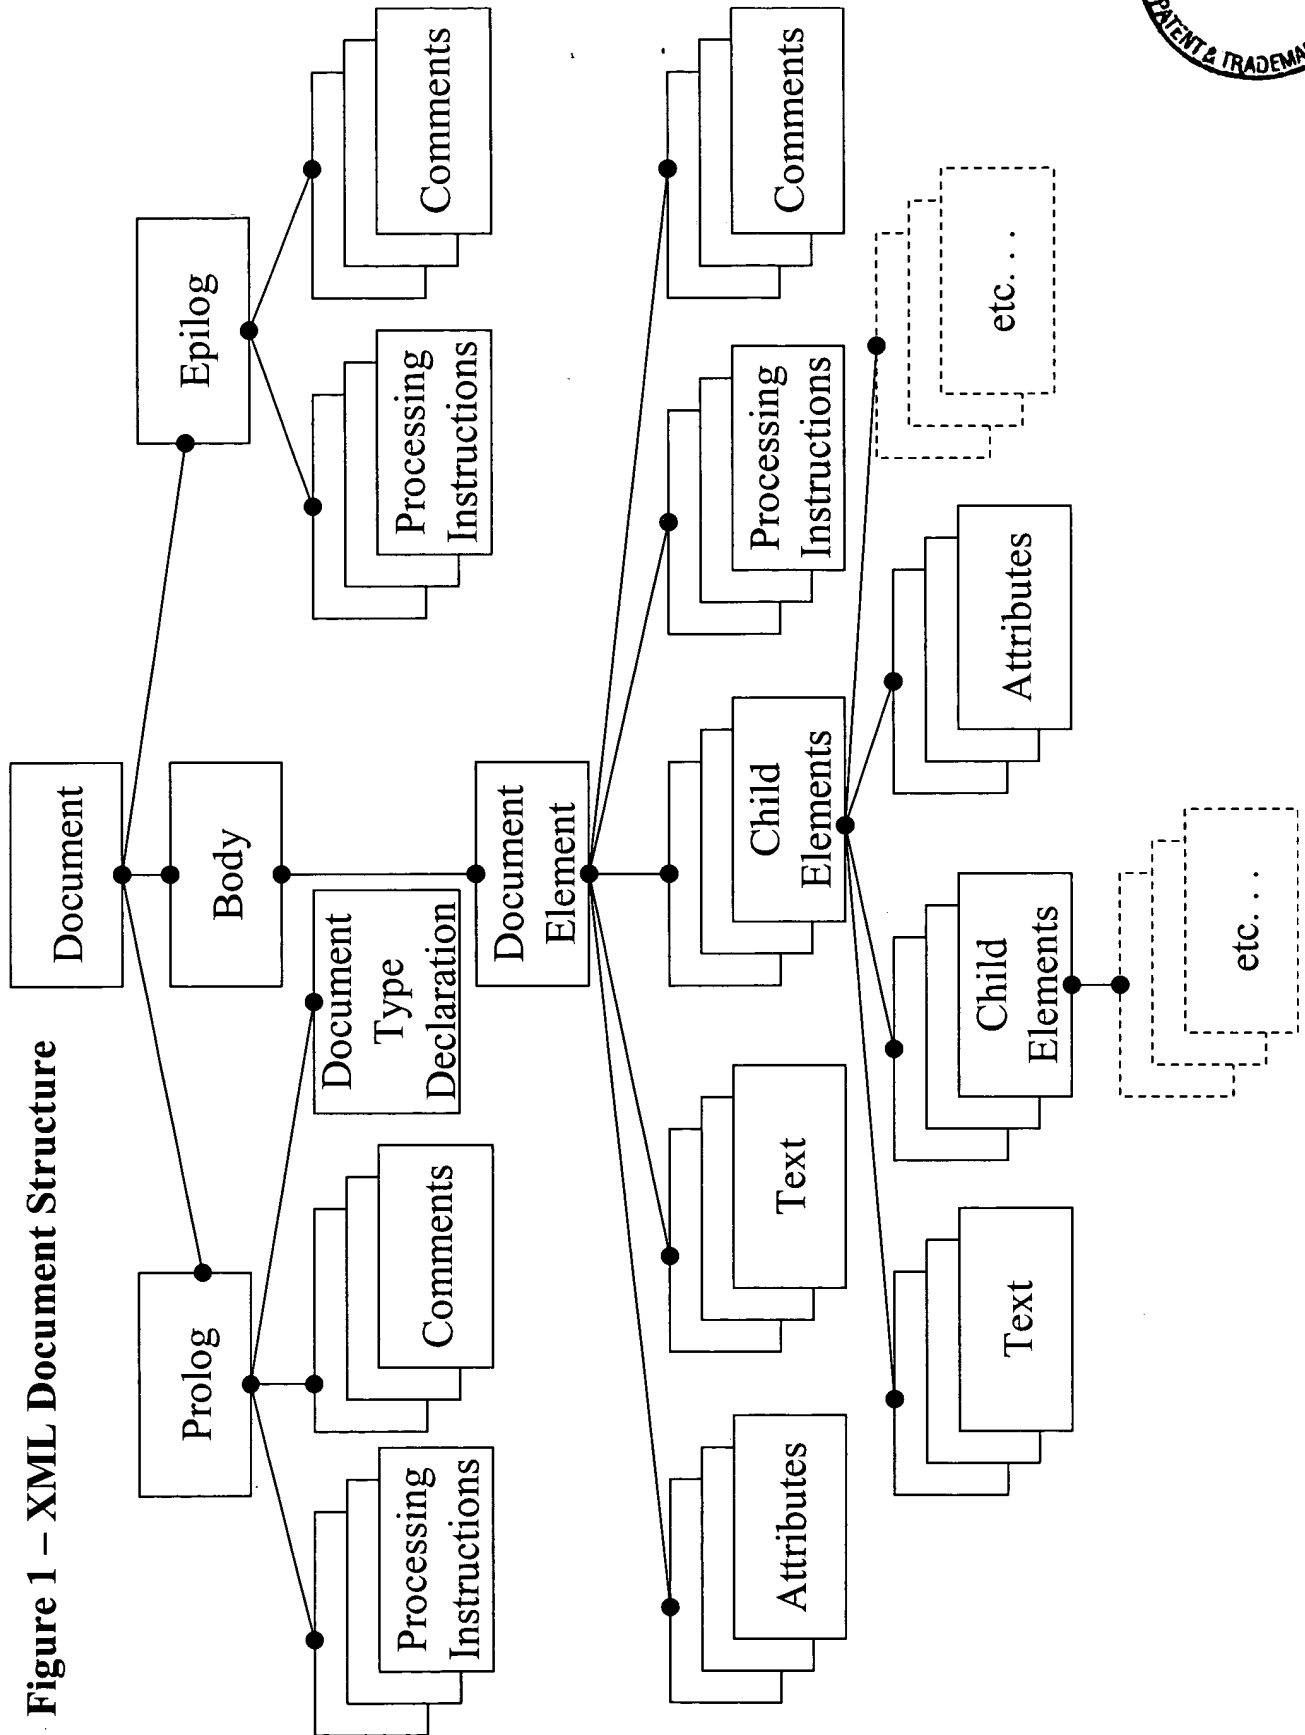 Figure 1 – XML Document Structure
Document
Prolog
Body
Epilog
Processing
Instructions
Comments
Document
Type
Declaration
Processing
Instructions
Comments
Document
Element
Attributes
Text
Child
Elements
Processing
Instructions
Comments
Text
Child
Elements
Attributes
etc. . .
etc. . .
PATENT &